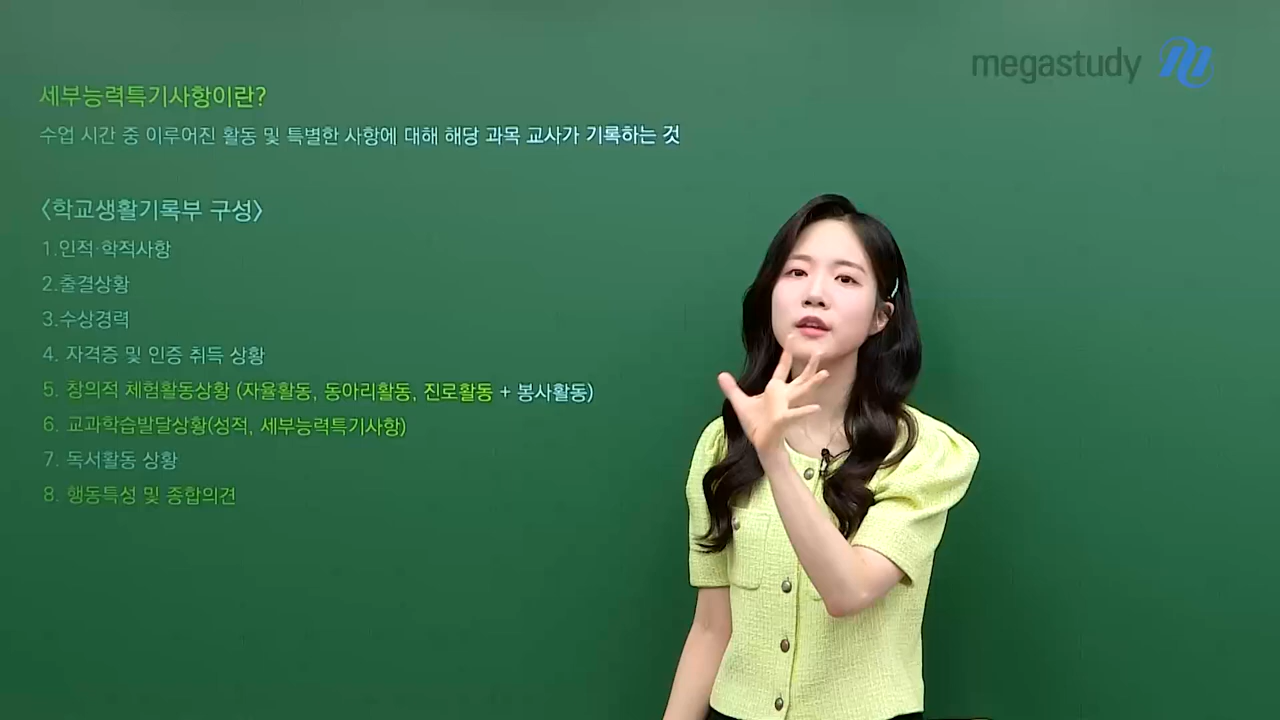 megastudy
세부능력특기사항이란?
수업 시간 중 이루어진 활동 및 특별한 사항에 대해 해당 과목 교사가 기록하는 것
<학교생활기록부 구성>
1.인적·학적사항
2.출결상황
3.수상경력
4. 자격증 및 인증 취득 상황
5. 창의적 체험활동상황 (자율활동, 동아리활동, 진로활동 + 봉사활동)
6. 교과학습발달상황(성적, 세부능력특기사항)
7. 독서활동 상황
8. 행동특성 및 종합의견